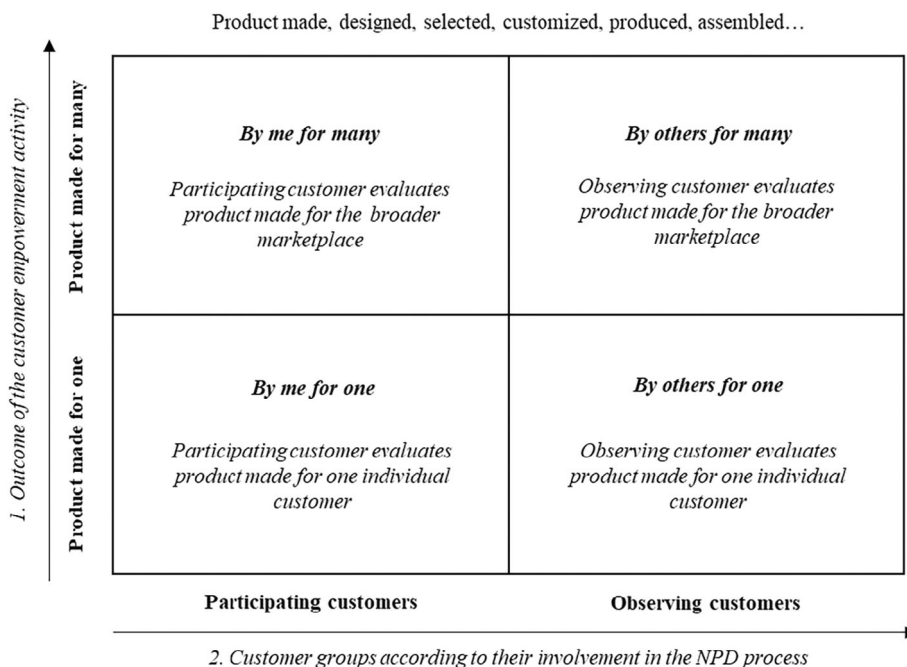 Product made, designed, selected, customized, produced, assembled…
1. Outcome of the customer empowerment activity
Product made for many
By me for many
Participating customer evaluates
product made for the broader
marketplace
By others for many
Observing customer evaluates
product made for the broader
marketplace
Product made for one
By me for one
Participating customer evaluates
product made for one individual
customer
By others for one
Observing customer evaluates
product made for one individual
customer
Participating customers
Observing customers
2. Customer groups according to their involvement in the NPD process